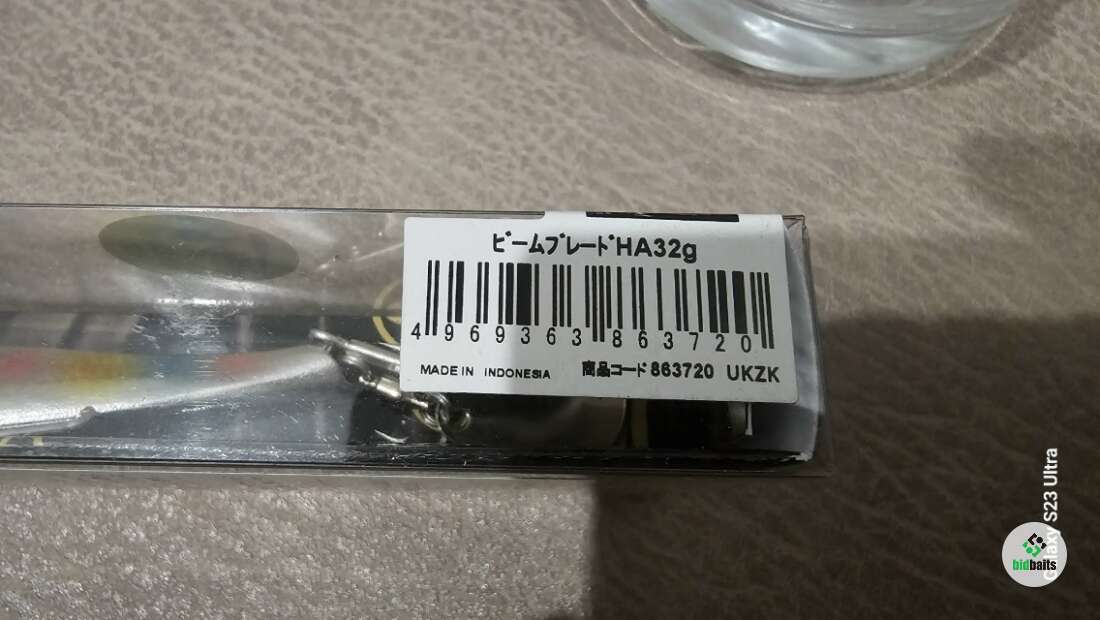 ビームブレードHA32g
4969363863720
MADE IN INDONESIA 商品コード863720 UKZK
Galaxy S23 Ultra
bidbaits